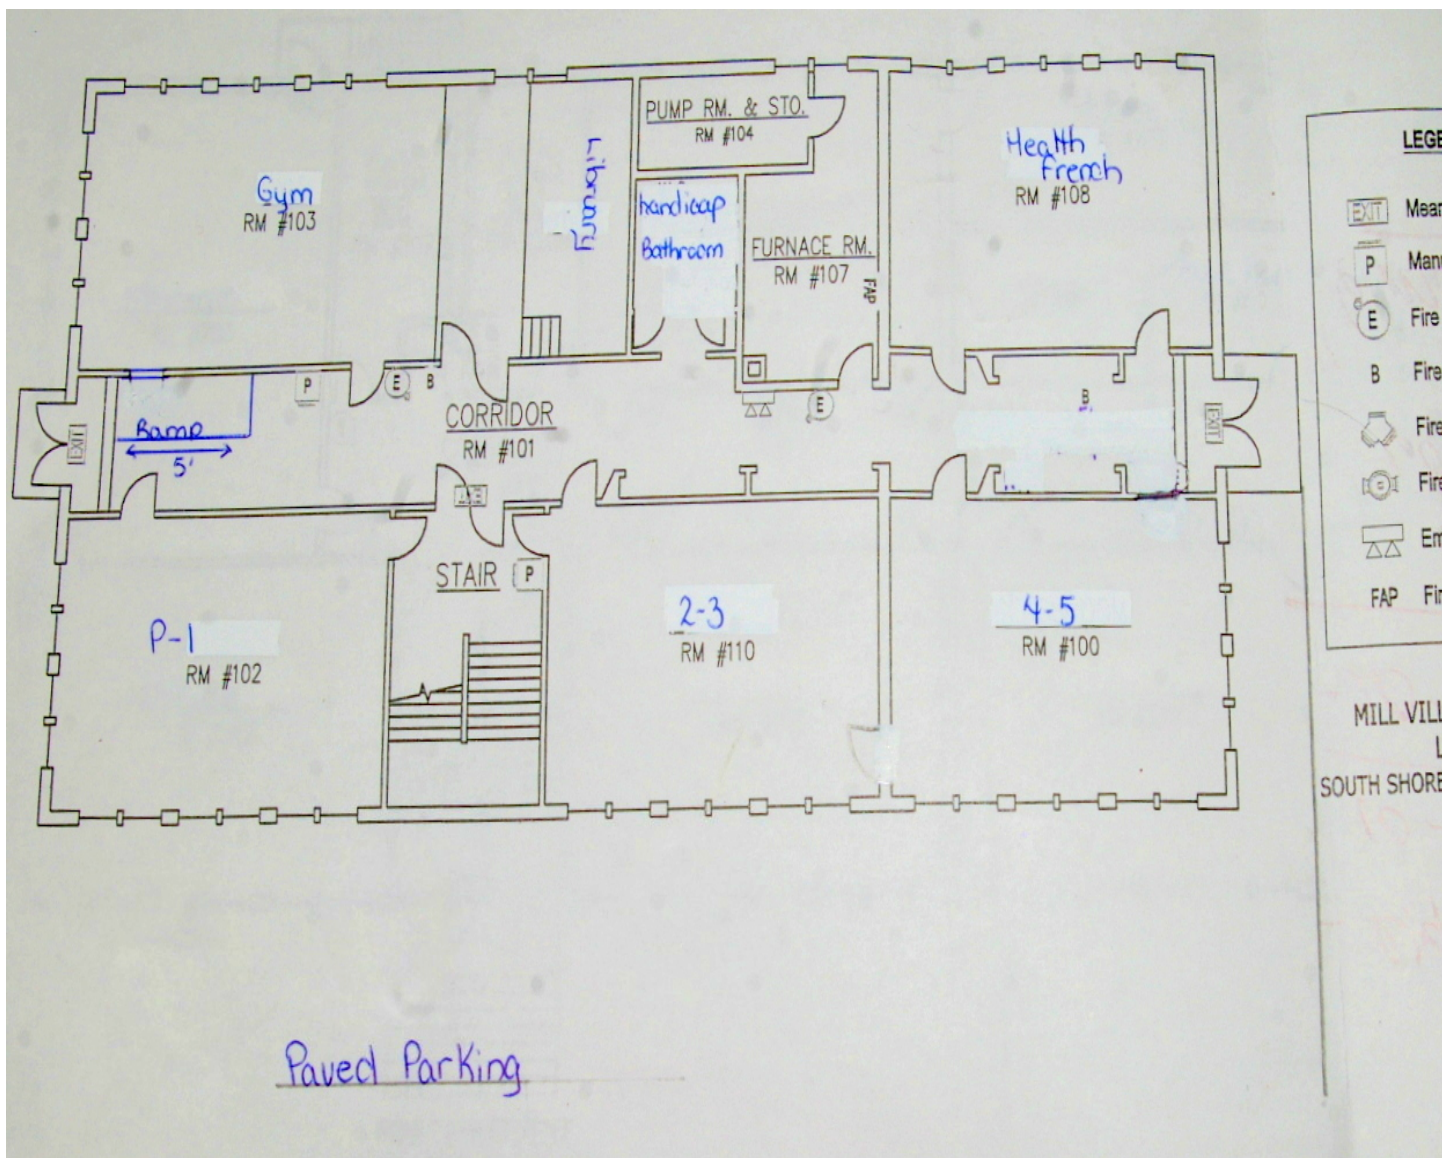 PUMP RM. & STO.
RM #104
Gym
RM #103
Library
handicap
Bathroom
FURNACE RM.
RM #107
FAP
Health
French
RM #108
P
E
B
CORRIDOR
RM #101
EXIT
Ramp
5'
EXIT
E
B
EXIT
STAIR
P
P-1
RM #102
2-3
RM #110
4-5
RM #100
Paved Parking
LEGE
EXIT Mear
P Manu
E Fire
B Fire
Fire
Fire
Em
FAP Fir
MILL VILL
L
SOUTH SHORE